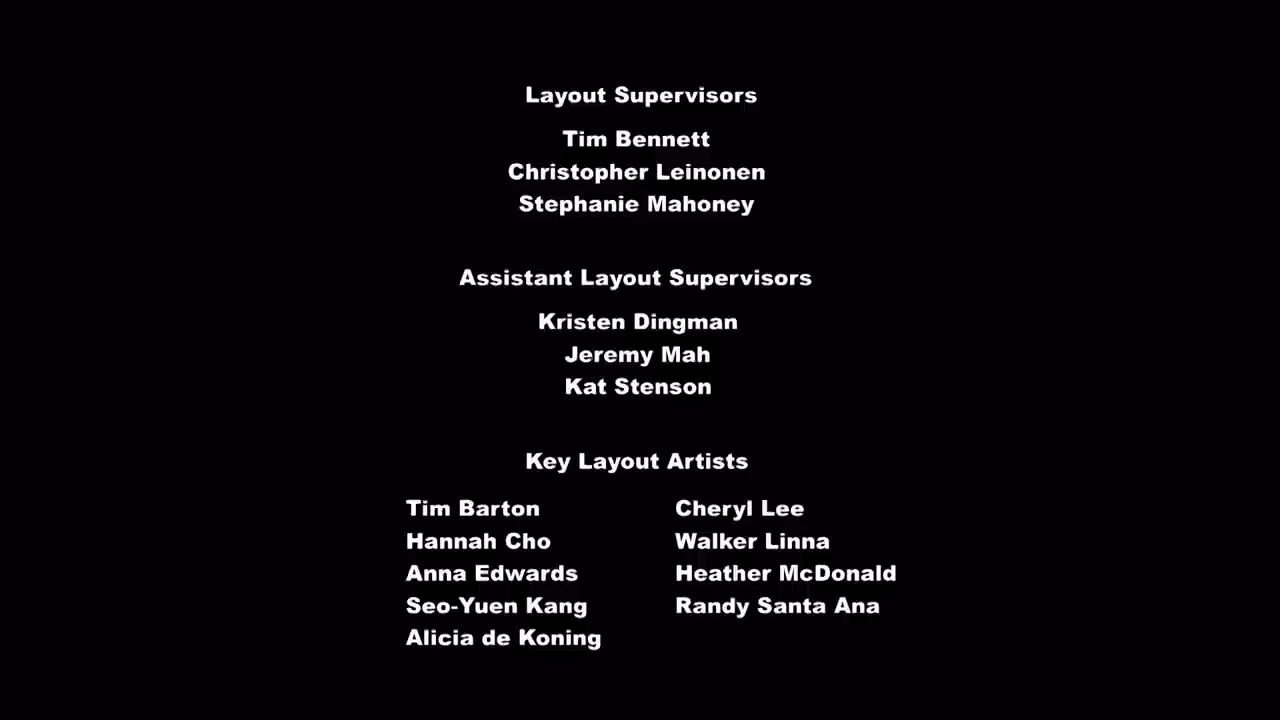 Layout Supervisors
Tim Bennett
Christopher Leinonen
Stephanie Mahoney
Assistant Layout Supervisors
Kristen Dingman
Jeremy Mah
Kat Stenson
Key Layout Artists
Tim Barton
Hannah Cho
Anna Edwards
Seo-Yuen Kang
Alicia de Koning
Cheryl Lee
Walker Linna
Heather McDonald
Randy Santa Ana